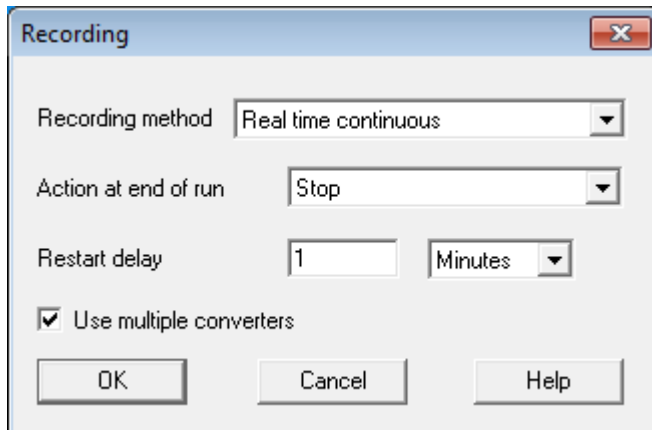 Recording
Recording method Real time continuous
Action at end of run Stop
Restart delay 1 Minutes
Use multiple converters
OK Cancel Help